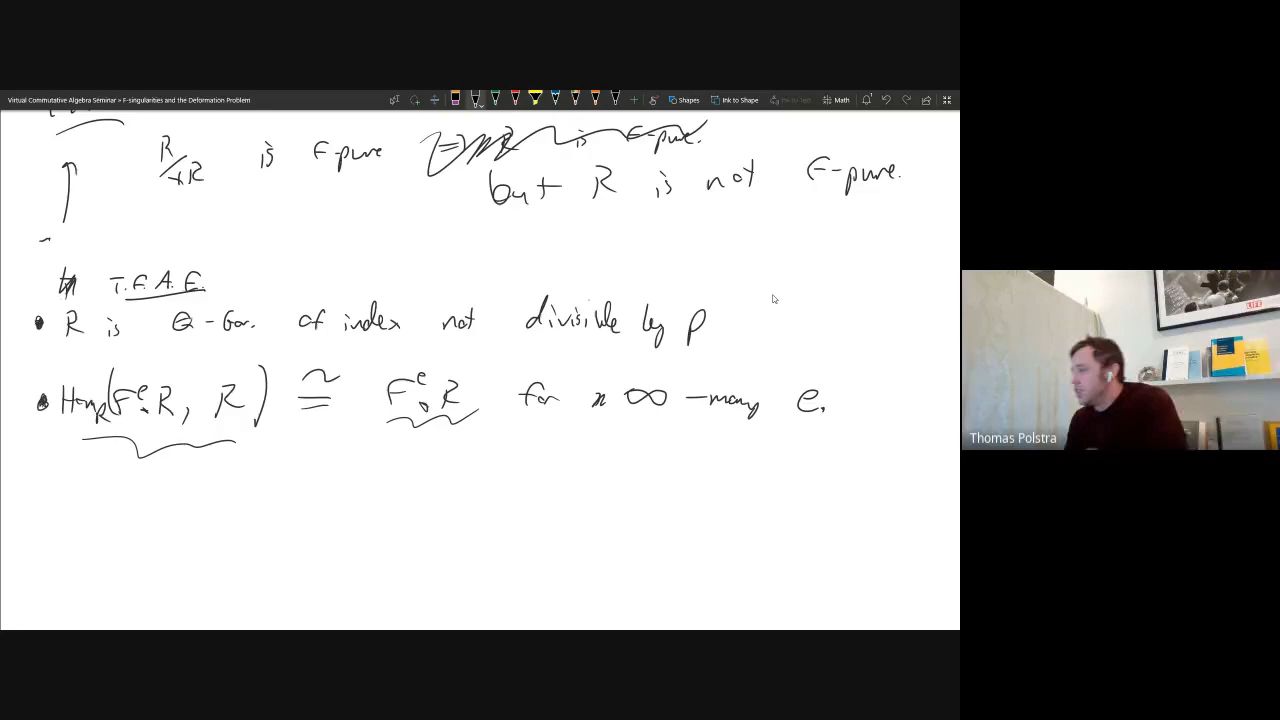 Virtual Commutative Algebra Seminar > F-singularities and the Deformation Problem
Shapes Ink to Shape Math
R/xR is F-pure
but R is not F-pure.
T.F.A.E.
• R is Q-Gor. of index not divisible by p
• Hom_R(F^e_* R, R) ≅ F^e_* R for ∞-many e.
LIFE
Thomas Polstra